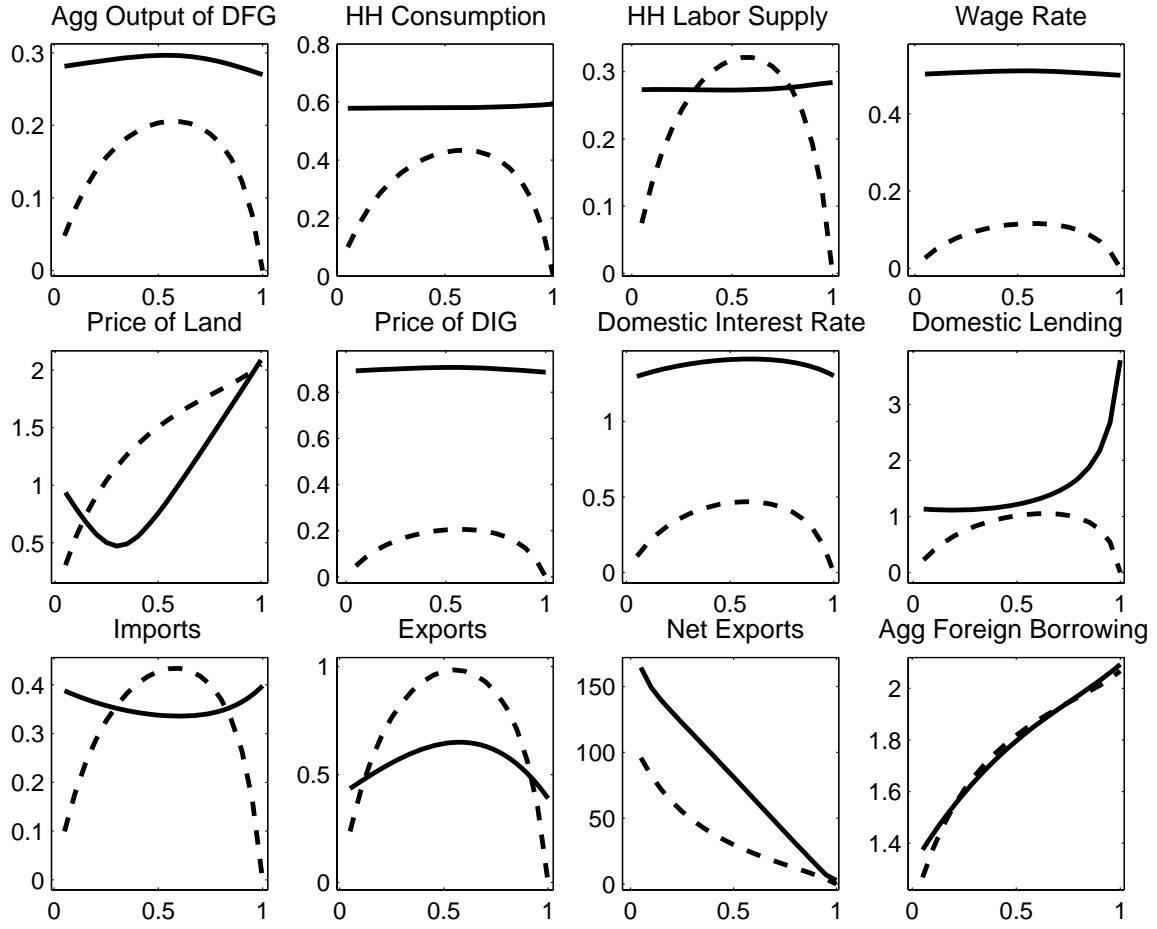 Agg Output of DFG
HH Consumption
HH Labor Supply
Wage Rate
0.3
0.2
0.1
0
0 0.5 1
0.8
0.6
0.4
0.2
0
0 0.5 1
0.3
0.2
0.1
0
0 0.5 1
0.4
0.2
0
0 0.5 1
Price of Land
Price of DIG
Domestic Interest Rate
Domestic Lending
2
1.5
1
0.5
0 0.5 1
0.8
0.6
0.4
0.2
0
0 0.5 1
1
0.5
0
0 0.5 1
3
2
1
0
0 0.5 1
Imports
Exports
Net Exports
Agg Foreign Borrowing
0.4
0.3
0.2
0.1
0
0 0.5 1
1
0.5
0
0 0.5 1
150
100
50
0
0 0.5 1
2
1.8
1.6
1.4
0 0.5 1